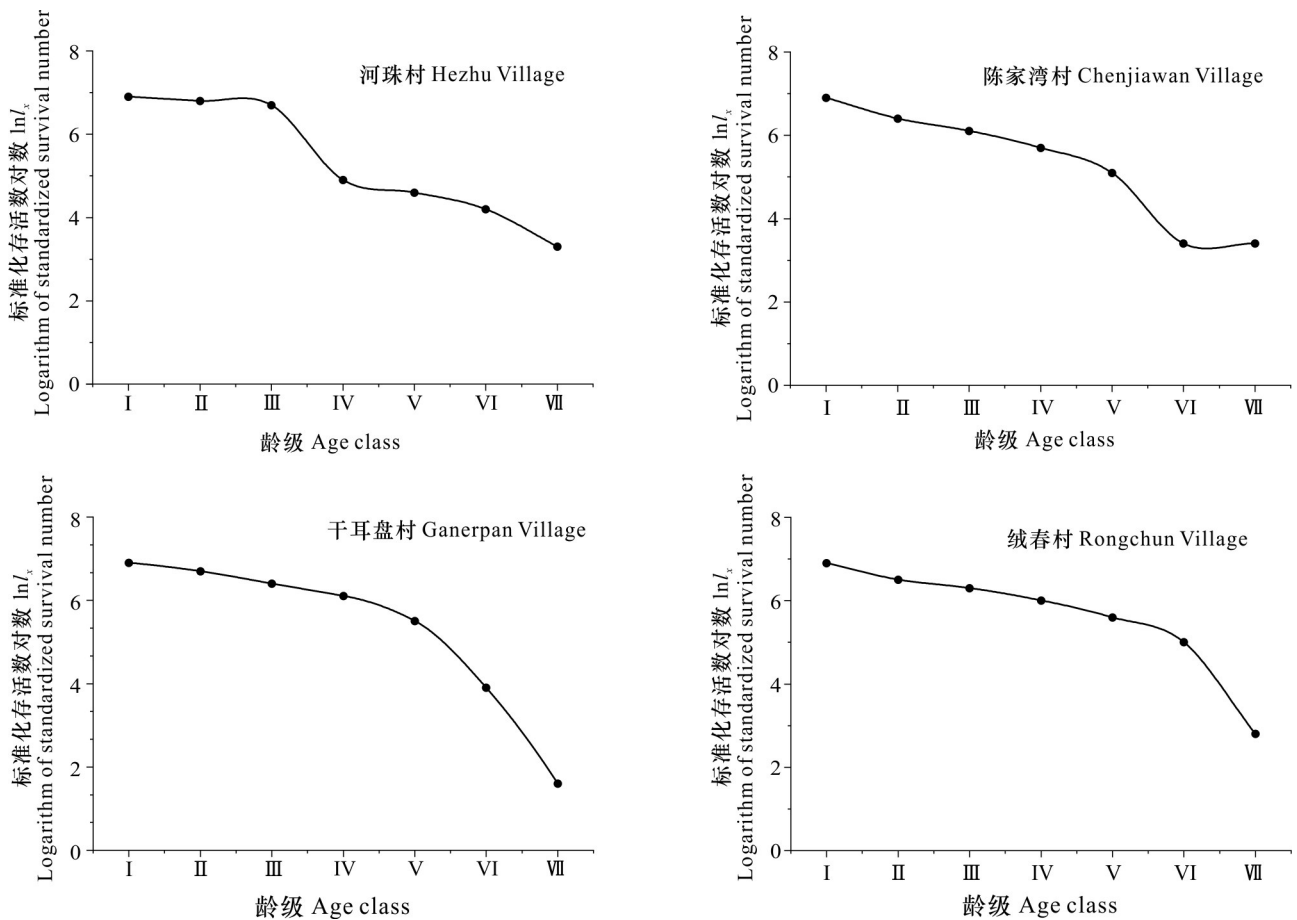 河珠村 Hezhu Village
标准化存活数对数 lnlₓ
Logarithm of standardized survival number
8
6
4
2
0
I II III IV V VI VII
龄级 Age class
陈家湾村 Chenjiawan Village
标准化存活数对数 lnlₓ
Logarithm of standardized survival number
8
6
4
2
0
I II III IV V VI VII
龄级 Age class
干耳盘村 Ganerpan Village
标准化存活数对数 lnlₓ
Logarithm of standardized survival number
8
6
4
2
0
I II III IV V VI VII
龄级 Age class
绒春村 Rongchun Village
标准化存活数对数 lnlₓ
Logarithm of standardized survival number
8
6
4
2
0
I II III IV V VI VII
龄级 Age class